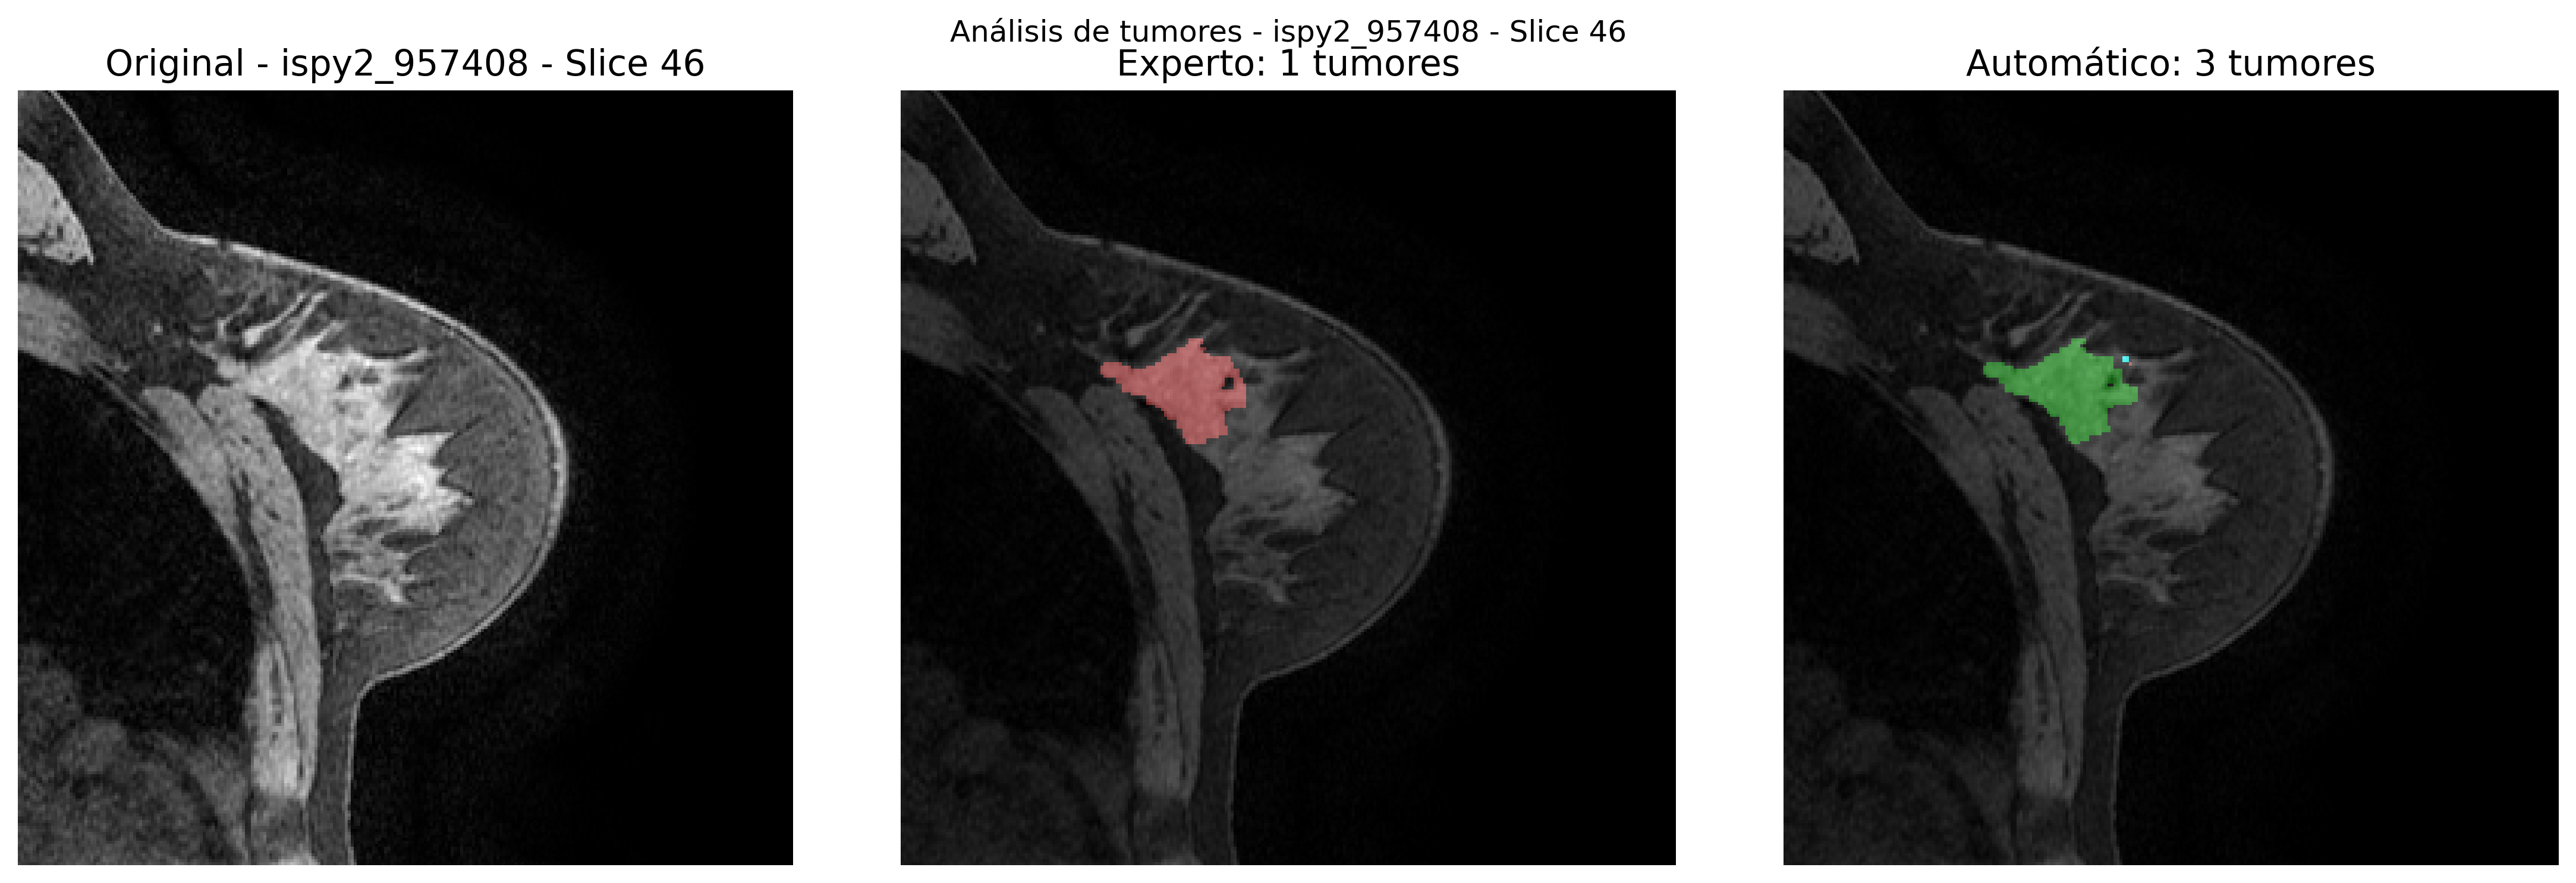 Análisis de tumores - ispy2_957408 - Slice 46
Original - ispy2_957408 - Slice 46
Experto: 1 tumores
Automático: 3 tumores